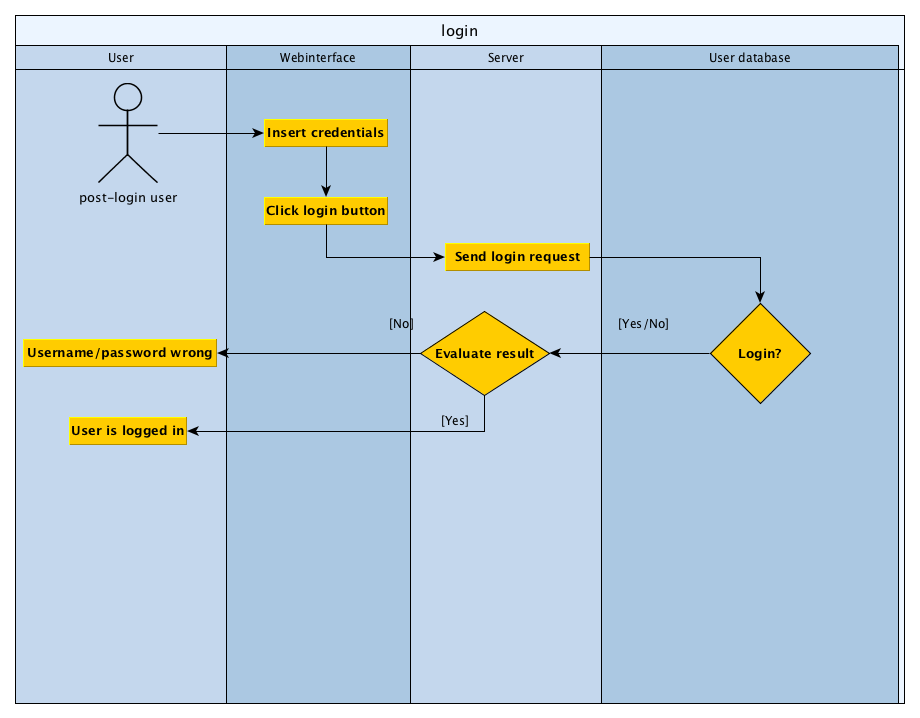 login
User
Webinterface
Server
User database
post-login user
Insert credentials
Click login button
Send login request
[No]
[Yes/No]
Username/password wrong
Evaluate result
Login?
[Yes]
User is logged in